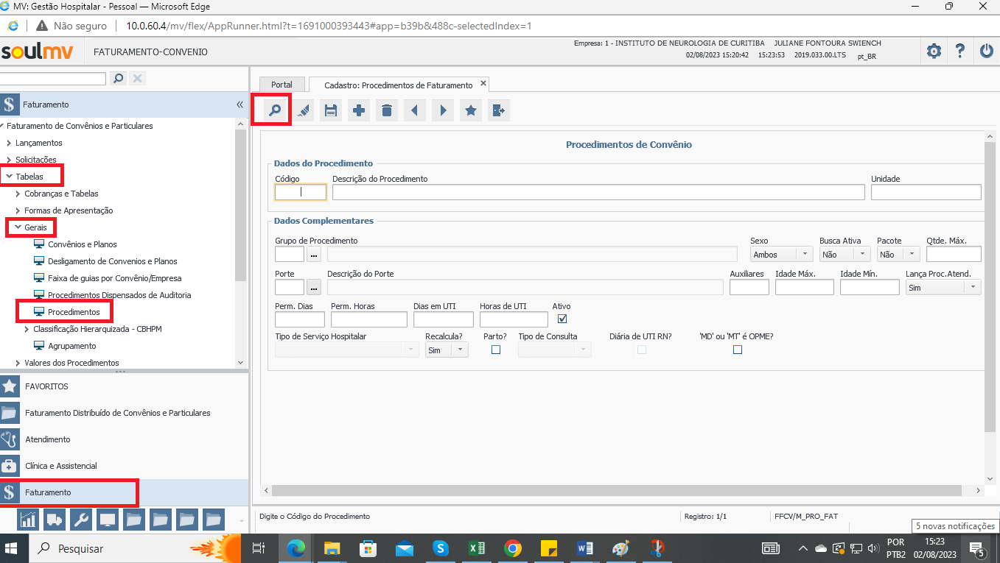 MV: Gestão Hospitalar - Pessoal — Microsoft Edge
Não seguro
10.0.60.4/mv/flex/AppRunner.html?t=1691000393443#app=b39b&488c-selectedIndex=1
soulmv
FATURAMENTO-CONVENIO
Empresa: 1 - INSTITUTO DE NEUROLOGIA DE CURITIBA JULIANE FONTOURA SWIENCH
02/08/2023 15:20:42 15:23:53 2019.033.00.LTS pt_BR
Faturamento
Faturamento de Convênios e Particulares
Lançamentos
Solicitações
Tabelas
Cobranças e Tabelas
Formas de Apresentação
Gerais
Convênios e Planos
Desligamento de Convenios e Planos
Faixa de guias por Convênio/Empresa
Procedimentos Dispensados de Auditoria
Procedimentos
Classificação Hierarquizada - CBHPM
Agrupamento
Valores dos Procedimentos
FAVORITOS
Faturamento Distribuído de Convênios e Particulares
Atendimento
Clínica e Assistencial
Faturamento
Portal
Cadastro: Procedimentos de Faturamento
Procedimentos de Convênio
Dados do Procedimento
Código Descrição do Procedimento Unidade
Dados Complementares
Grupo de Procedimento Sexo Busca Ativa Pacote Qtde. Máx.
... Ambos Não Não
Porte Descrição do Porte Auxiliares Idade Máx. Idade Mín. Lança Proc.Atend.
... Sim
Perm. Dias Perm. Horas Dias em UTI Horas de UTI Ativo
Tipo de Serviço Hospitalar Recalcula? Parto? Tipo de Consulta Diária de UTI RN? 'MD' ou 'MT' é OPME?
Sim
Digite o Código do Procedimento Registro: 1/1 FFCV/M_PRO_FAT
5 novas notificações
Pesquisar
POR
PTB2
15:23
02/08/2023
5